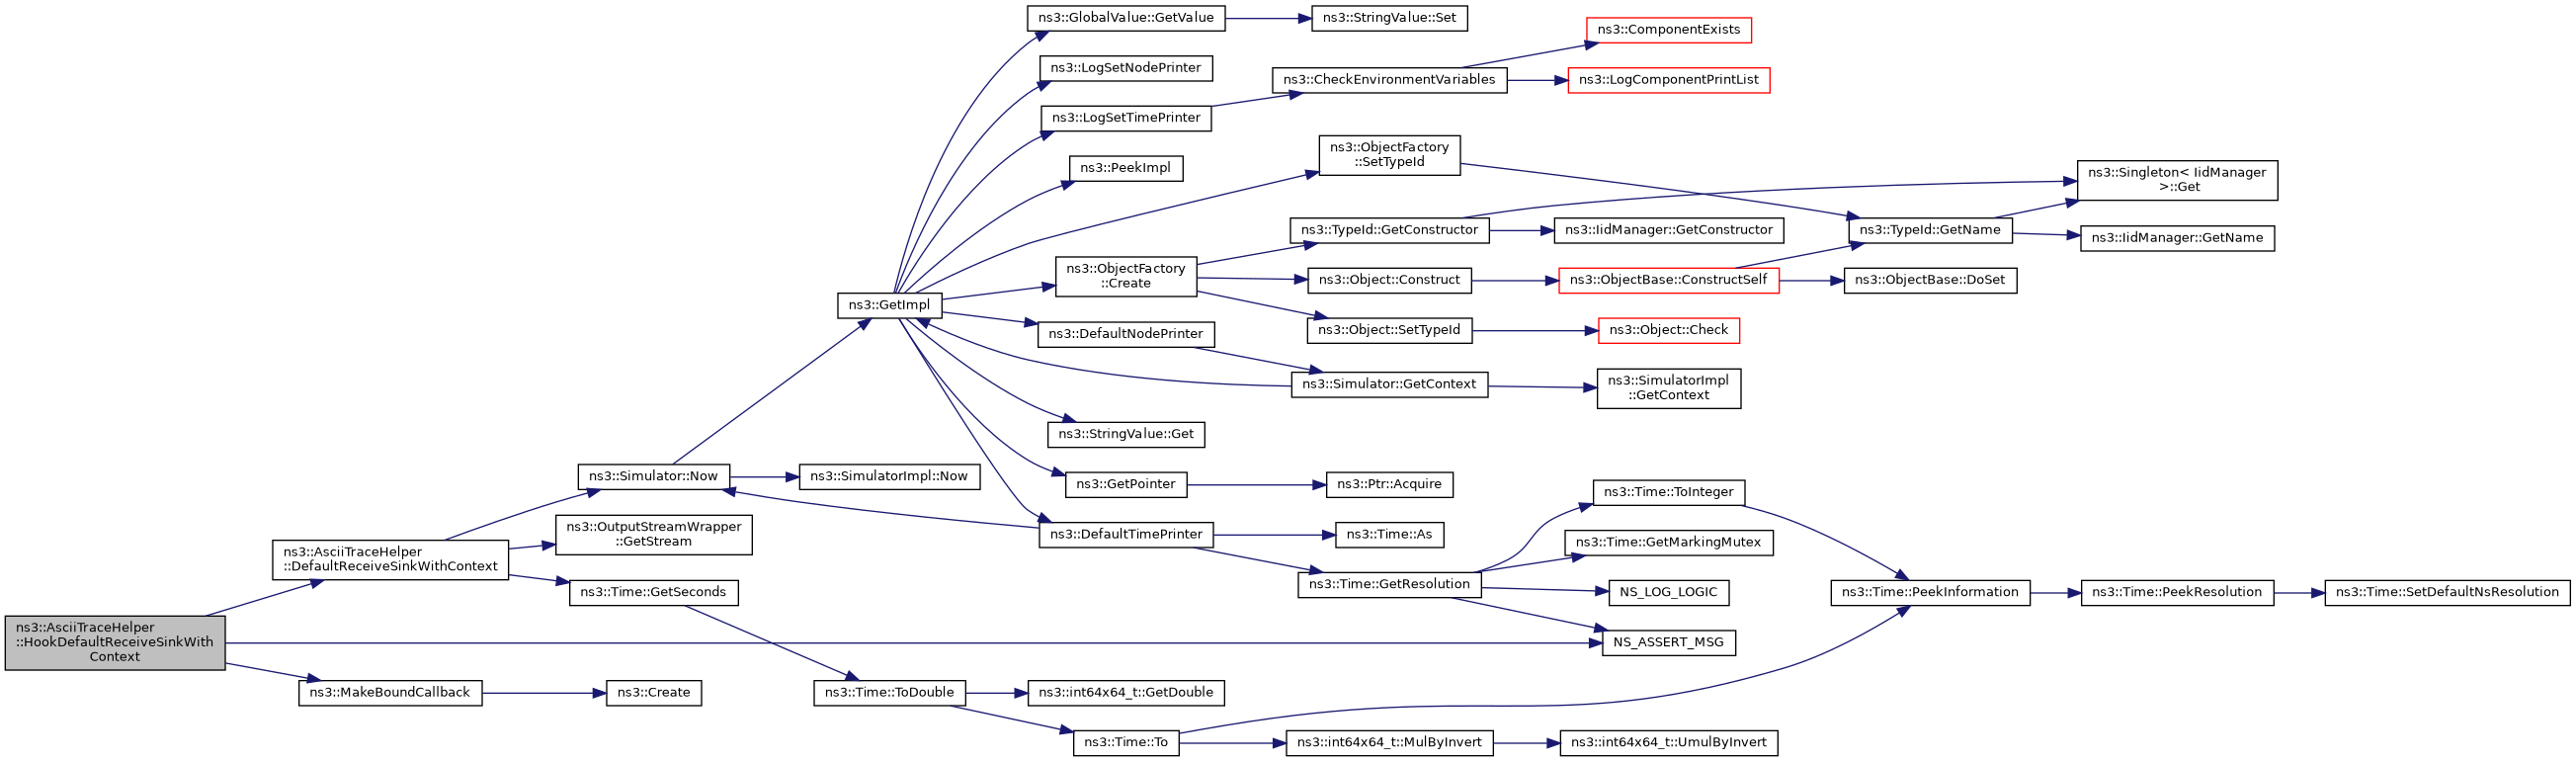 ns3::GlobalValue::GetValue
ns3::StringValue::Set
ns3::ComponentExists
ns3::LogSetNodePrinter
ns3::CheckEnvironmentVariables
ns3::LogComponentPrintList
ns3::LogSetTimePrinter
ns3::PeekImpl
ns3::ObjectFactory
::SetTypeId
ns3::Singleton< IidManager
>::Get
ns3::TypeId::GetConstructor
ns3::IidManager::GetConstructor
ns3::TypeId::GetName
ns3::IidManager::GetName
ns3::ObjectFactory
::Create
ns3::Object::Construct
ns3::ObjectBase::ConstructSelf
ns3::ObjectBase::DoSet
ns3::GetImpl
ns3::DefaultNodePrinter
ns3::Object::SetTypeId
ns3::Object::Check
ns3::Simulator::GetContext
ns3::SimulatorImpl
::GetContext
ns3::StringValue::Get
ns3::Simulator::Now
ns3::SimulatorImpl::Now
ns3::GetPointer
ns3::Ptr::Acquire
ns3::Time::ToInteger
ns3::OutputStreamWrapper
::GetStream
ns3::DefaultTimePrinter
ns3::Time::As
ns3::Time::GetMarkingMutex
ns3::AsciiTraceHelper
::DefaultReceiveSinkWithContext
ns3::Time::GetSeconds
ns3::Time::GetResolution
NS_LOG_LOGIC
ns3::Time::PeekInformation
ns3::Time::PeekResolution
ns3::Time::SetDefaultNsResolution
ns3::AsciiTraceHelper
::HookDefaultReceiveSinkWith
Context
NS_ASSERT_MSG
ns3::MakeBoundCallback
ns3::Create
ns3::Time::ToDouble
ns3::int64x64_t::GetDouble
ns3::Time::To
ns3::int64x64_t::MulByInvert
ns3::int64x64_t::UmulByInvert